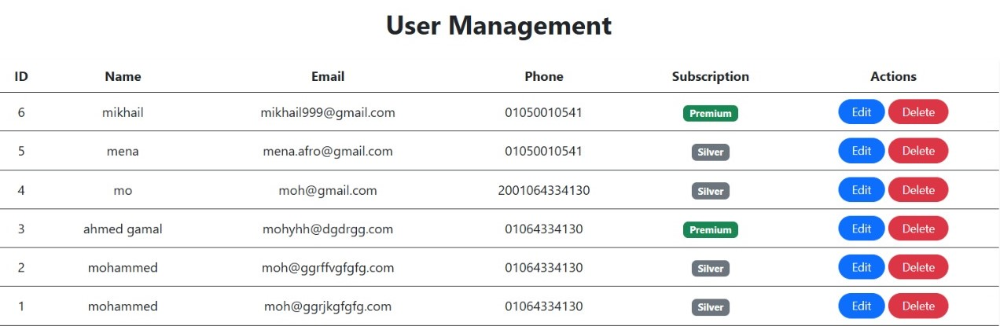 User Management
ID Name Email Phone Subscription Actions
6 mikhail mikhail999@gmail.com 01050010541 Premium Edit Delete
5 mena mena.afro@gmail.com 01050010541 Silver Edit Delete
4 mo moh@gmail.com 2001064334130 Silver Edit Delete
3 ahmed gamal mohyhh@dgdrgg.com 01064334130 Premium Edit Delete
2 mohammed moh@ggrffvgfgfg.com 01064334130 Silver Edit Delete
1 mohammed moh@ggrjkgfgfg.com 01064334130 Silver Edit Delete